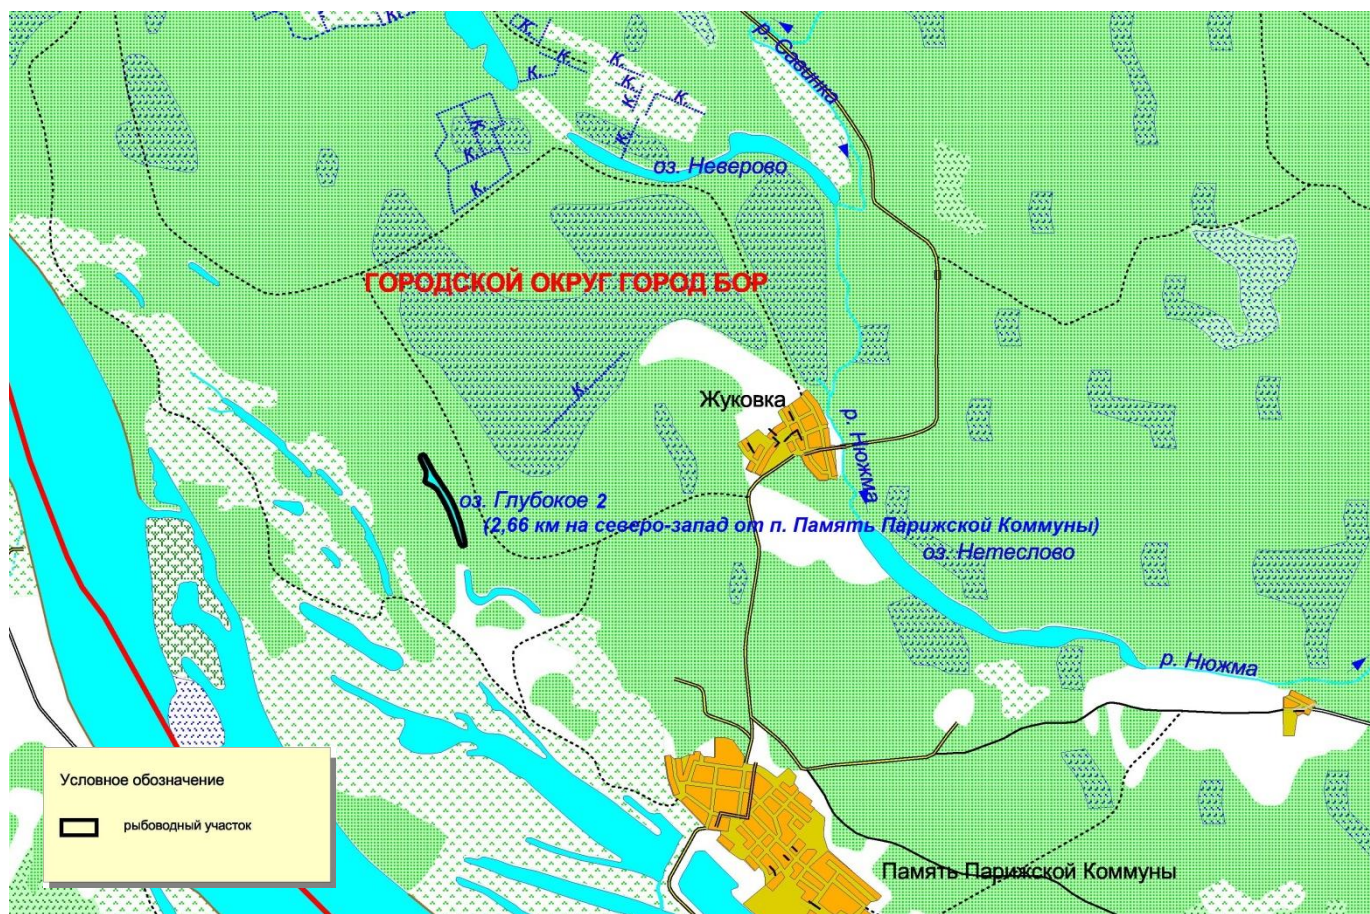 К.
К.
К.
К.
К.
К.
К.
К.
К.
К.
К.
р. Савинка
оз. Неверово
ГОРОДСКОЙ ОКРУГ ГОРОД БОР
К.
Жуковка
р. Нюжма
оз. Глубокое 2
(2,66 км на северо-запад от п. Память Парижской Коммуны)
оз. Нетеслово
р. Нюжма
Условное обозначение
рыбоводный участок
Память Парижской Коммуны